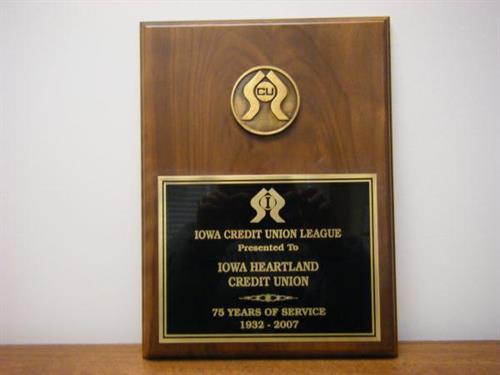 CU
I
IOWA CREDIT UNION LEAGUE
Presented To
IOWA HEARTLAND
CREDIT UNION
75 YEARS OF SERVICE
1932 - 2007